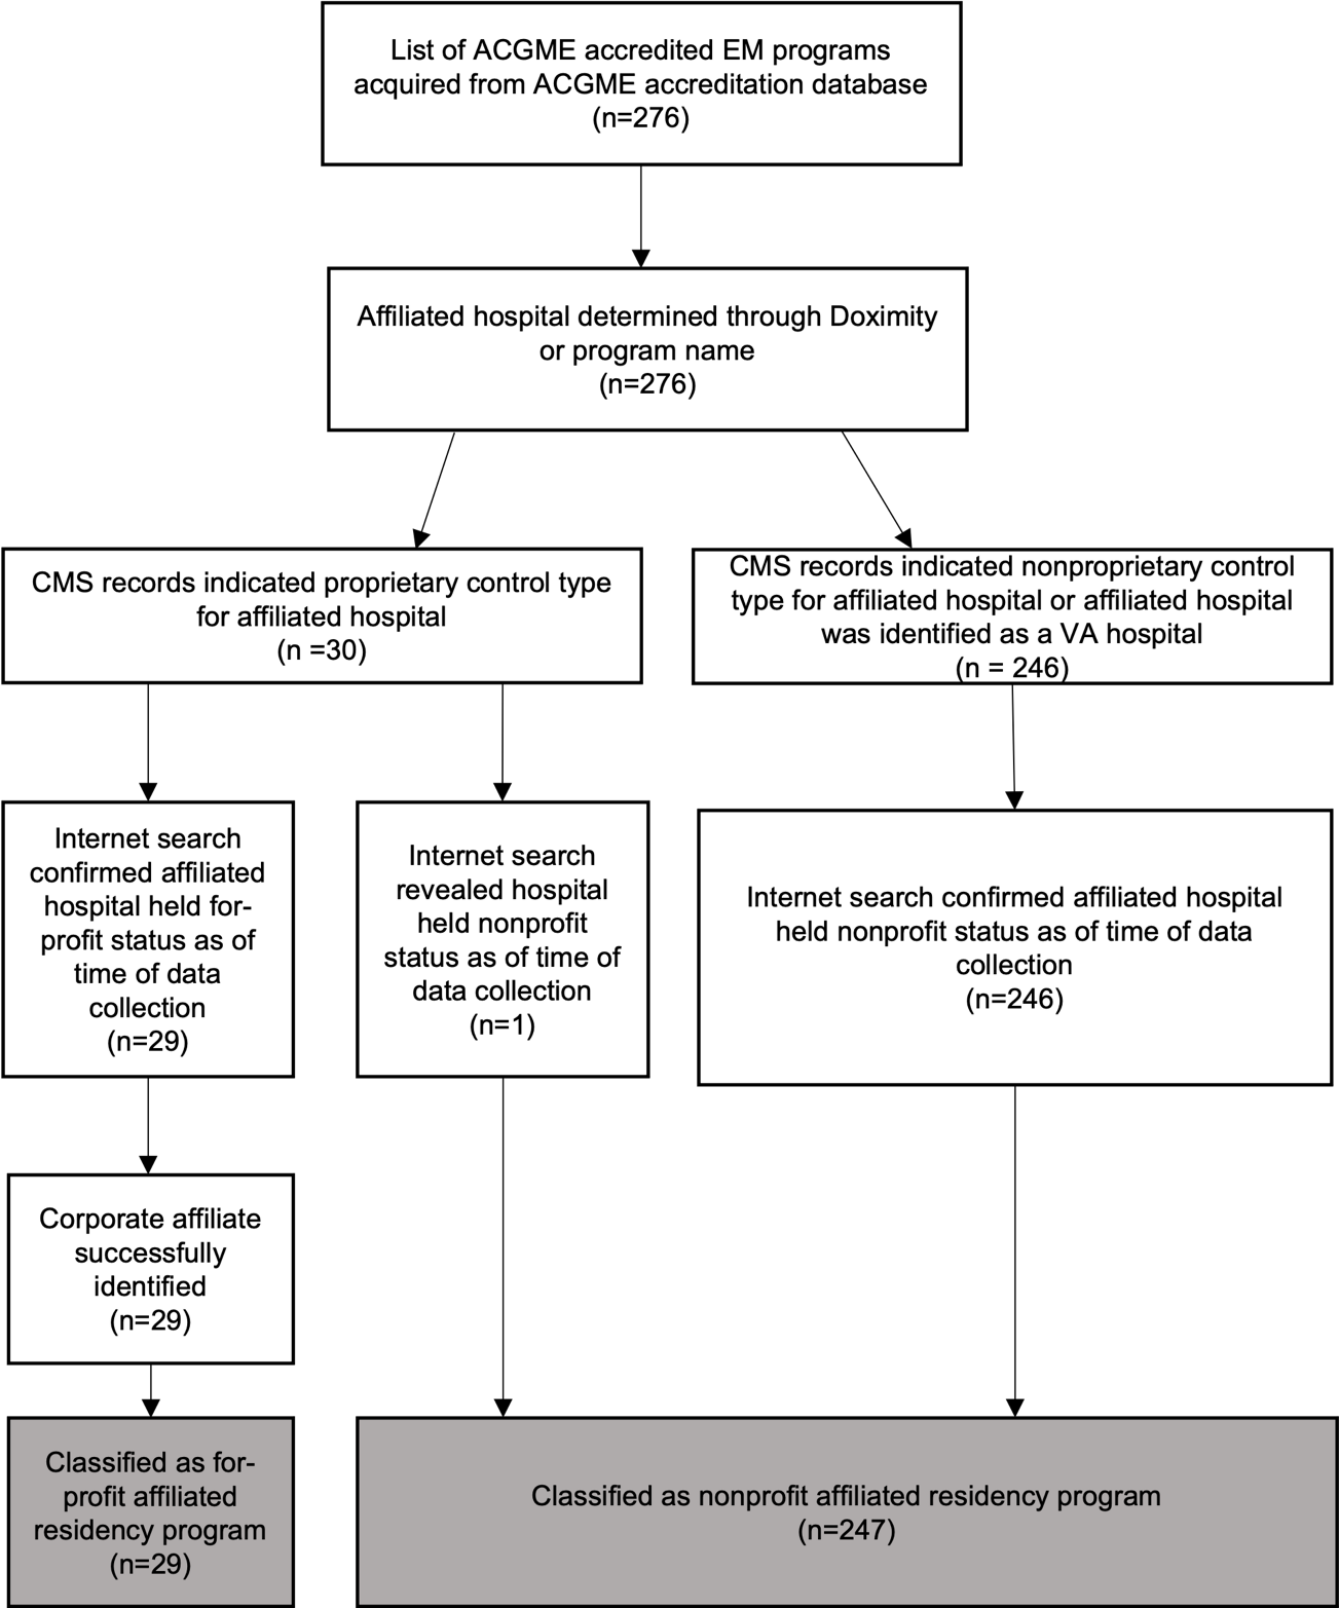 List of ACGME accredited EM programs
acquired from ACGME accreditation database
(n=276)
Affiliated hospital determined through Doximity
or program name
(n=276)
CMS records indicated proprietary control type
for affiliated hospital
(n =30)
CMS records indicated nonproprietary control
type for affiliated hospital or affiliated hospital
was identified as a VA hospital
(n = 246)
Internet search
confirmed affiliated
hospital held for-
profit status as of
time of data
collection
(n=29)
Internet search
revealed hospital
held nonprofit
status as of time of
data collection
(n=1)
Internet search confirmed affiliated hospital
held nonprofit status as of time of data
collection
(n=246)
Corporate affiliate
successfully
identified
(n=29)
Classified as for-
profit affiliated
residency program
(n=29)
Classified as nonprofit affiliated residency program
(n=247)